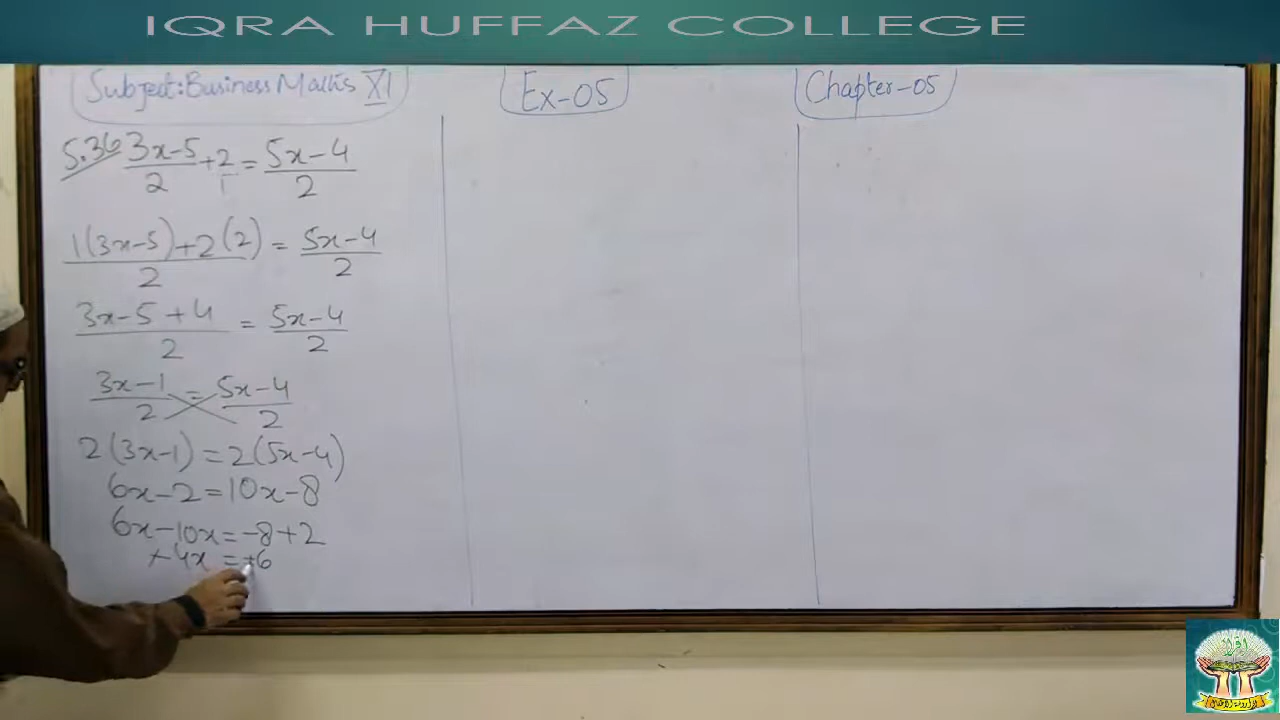 IQRA HUFFAZ COLLEGE
Subject: Business Maths XI
Ex-05
Chapter-05
5.36 (3x-5)/2 + 2/1 = (5x-4)/2
(1(3x-5)+2(2))/2 = (5x-4)/2
(3x-5+4)/2 = (5x-4)/2
(3x-1)/2 = (5x-4)/2
2(3x-1)=2(5x-4)
6x-2=10x-8
6x-10x=-8+2
-4x=-6